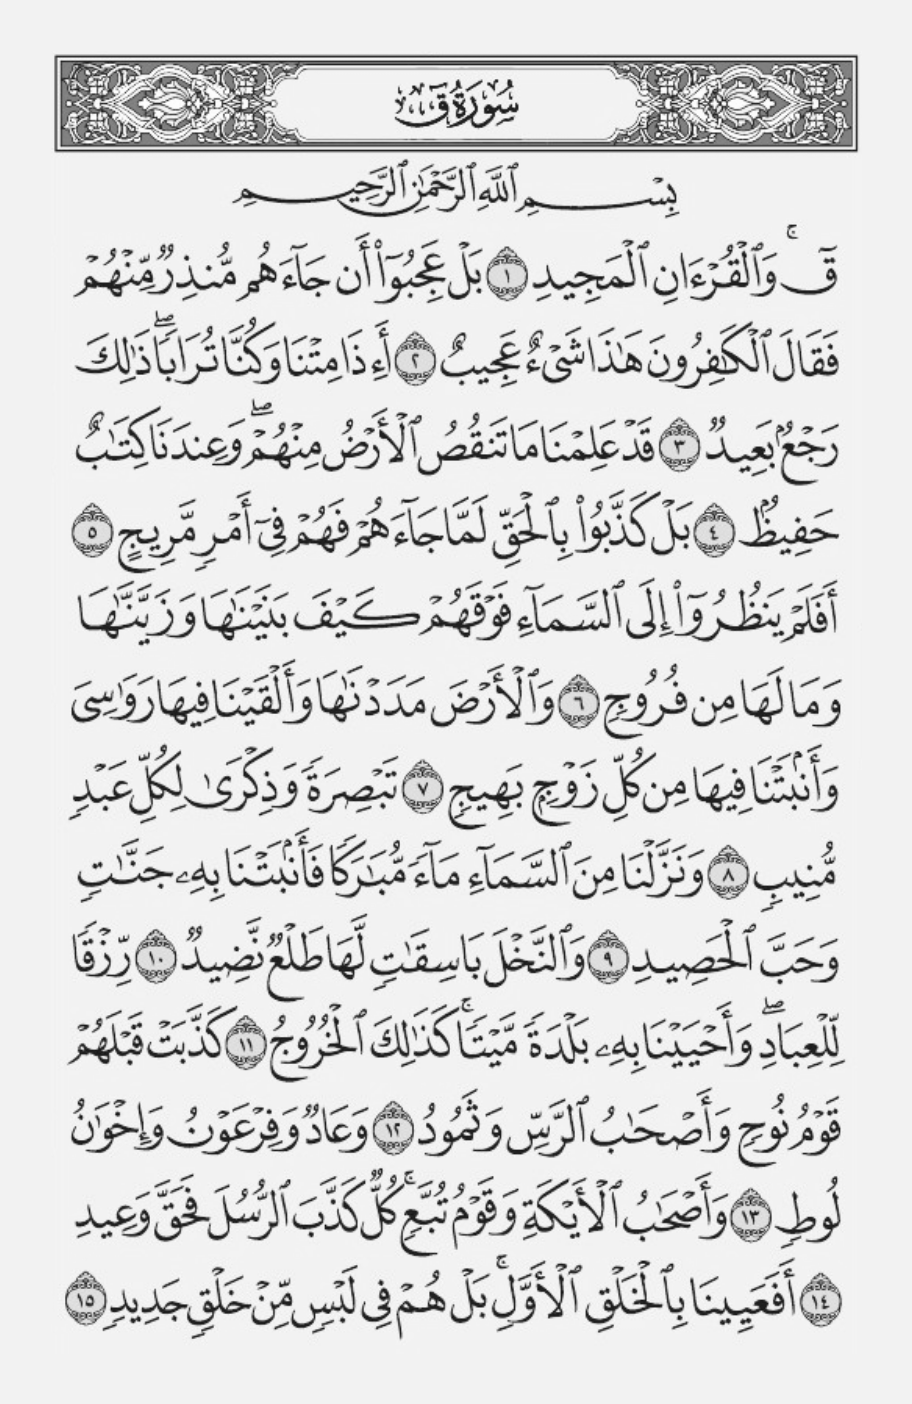 سُورَةُ قٓ
بِسْمِ ٱللَّهِ ٱلرَّحْمَٰنِ ٱلرَّحِيمِ
قٓۚ وَٱلْقُرْءَانِ ٱلْمَجِيدِ ١ بَلْ عَجِبُوٓا۟ أَن جَآءَهُم مُّنذِرٌ مِّنْهُمْ
فَقَالَ ٱلْكَٰفِرُونَ هَٰذَا شَىْءٌ عَجِيبٌ ٢ أَءِذَا مِتْنَا وَكُنَّا تُرَابًاۖ ذَٰلِكَ
رَجْعٌۢ بَعِيدٌ ٣ قَدْ عَلِمْنَا مَا تَنقُصُ ٱلْأَرْضُ مِنْهُمْۖ وَعِندَنَا كِتَٰبٌ
حَفِيظٌۢ ٤ بَلْ كَذَّبُوا۟ بِٱلْحَقِّ لَمَّا جَآءَهُمْ فَهُمْ فِىٓ أَمْرٍ مَّرِيجٍ ٥
أَفَلَمْ يَنظُرُوٓا۟ إِلَى ٱلسَّمَآءِ فَوْقَهُمْ كَيْفَ بَنَيْنَٰهَا وَزَيَّنَّٰهَا
وَمَا لَهَا مِن فُرُوجٍ ٦ وَٱلْأَرْضَ مَدَدْنَٰهَا وَأَلْقَيْنَا فِيهَا رَوَٰسِىَ
وَأَنۢبَتْنَا فِيهَا مِن كُلِّ زَوْجٍۭ بَهِيجٍ ٧ تَبْصِرَةً وَذِكْرَىٰ لِكُلِّ عَبْدٍ
مُّنِيبٍ ٨ وَنَزَّلْنَا مِنَ ٱلسَّمَآءِ مَآءً مُّبَٰرَكًا فَأَنۢبَتْنَا بِهِۦ جَنَّٰتٍ
وَحَبَّ ٱلْحَصِيدِ ٩ وَٱلنَّخْلَ بَاسِقَٰتٍ لَّهَا طَلْعٌ نَّضِيدٌ ١٠ رِّزْقًا
لِّلْعِبَادِۖ وَأَحْيَيْنَا بِهِۦ بَلْدَةً مَّيْتًاۚ كَذَٰلِكَ ٱلْخُرُوجُ ١١ كَذَّبَتْ قَبْلَهُمْ
قَوْمُ نُوحٍ وَأَصْحَٰبُ ٱلرَّسِّ وَثَمُودُ ١٢ وَعَادٌ وَفِرْعَوْنُ وَإِخْوَٰنُ
لُوطٍ ١٣ وَأَصْحَٰبُ ٱلْأَيْكَةِ وَقَوْمُ تُبَّعٍۚ كُلٌّ كَذَّبَ ٱلرُّسُلَ فَحَقَّ وَعِيدِ
١٤ أَفَعَيِينَا بِٱلْخَلْقِ ٱلْأَوَّلِۚ بَلْ هُمْ فِى لَبْسٍ مِّنْ خَلْقٍ جَدِيدٍ ١٥